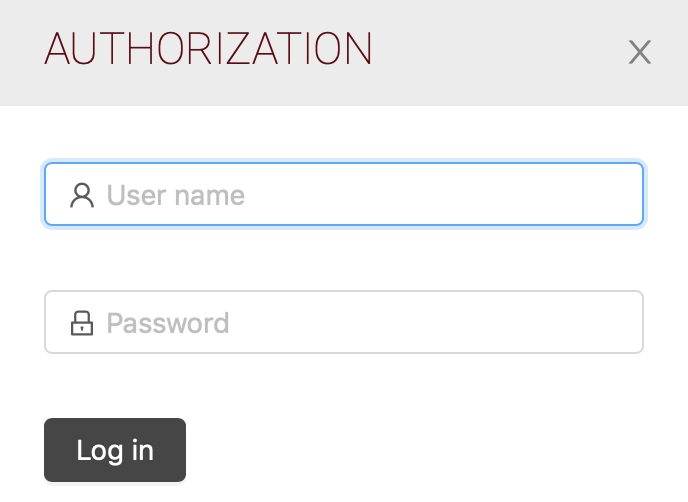 AUTHORIZATION
X
User name
Password
Log in